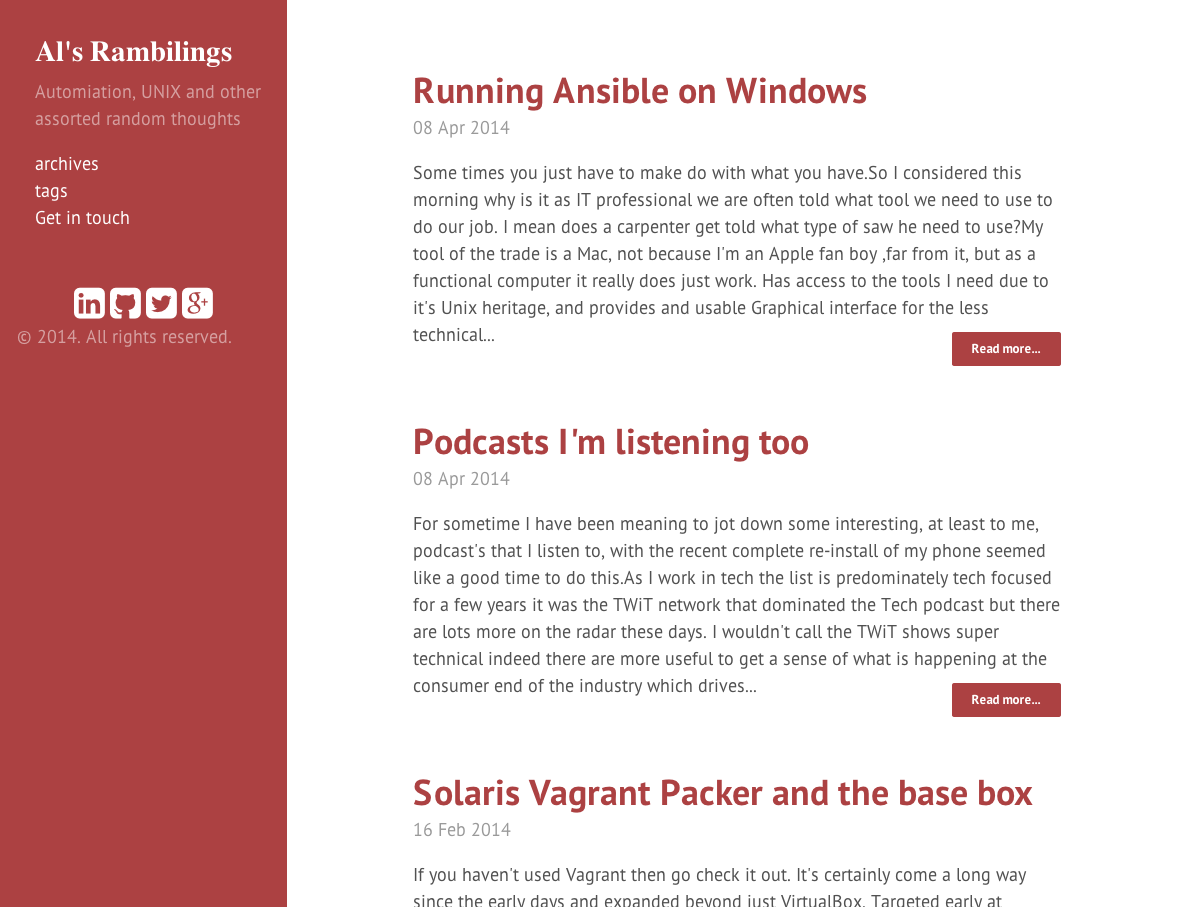 Al's Rambilings
Automiation, UNIX and other
assorted random thoughts
archives
tags
Get in touch
© 2014. All rights reserved.
Running Ansible on Windows
08 Apr 2014
Some times you just have to make do with what you have.So I considered this
morning why is it as IT professional we are often told what tool we need to use to
do our job. I mean does a carpenter get told what type of saw he need to use?My
tool of the trade is a Mac, not because I'm an Apple fan boy ,far from it, but as a
functional computer it really does just work. Has access to the tools I need due to
it's Unix heritage, and provides and usable Graphical interface for the less
technical...
Read more...
Podcasts I'm listening too
08 Apr 2014
For sometime I have been meaning to jot down some interesting, at least to me,
podcast's that I listen to, with the recent complete re-install of my phone seemed
like a good time to do this.As I work in tech the list is predominately tech focused
for a few years it was the TWiT network that dominated the Tech podcast but there
are lots more on the radar these days. I wouldn't call the TWiT shows super
technical indeed there are more useful to get a sense of what is happening at the
consumer end of the industry which drives...
Read more...
Solaris Vagrant Packer and the base box
16 Feb 2014
If you haven't used Vagrant then go check it out. It's certainly come a long way
since the early days and expanded beyond just VirtualBox. Targeted early at